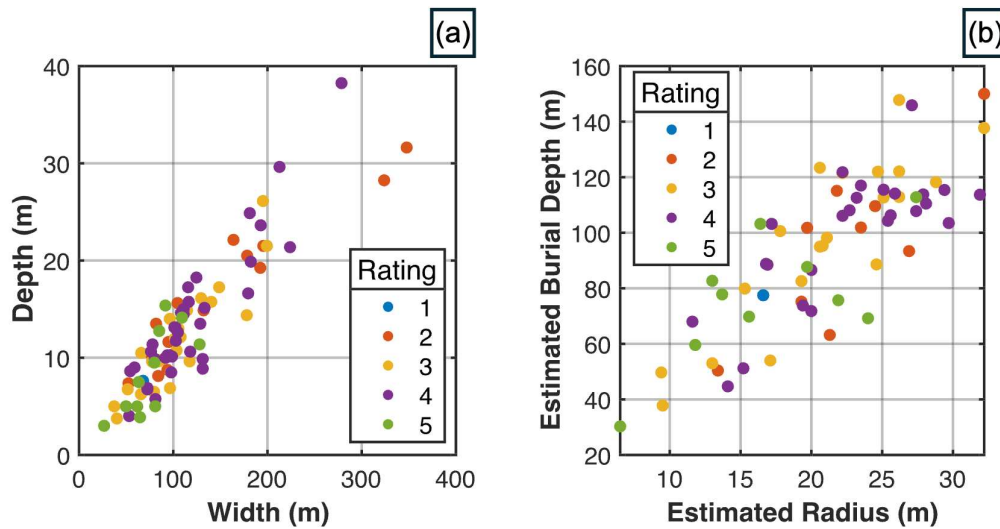 (a)
40
30
20
10
0
Depth (m)
0 100 200 300 400
Width (m)
Rating
1
2
3
4
5
(b)
160
140
120
100
80
60
40
20
Estimated Burial Depth (m)
10 15 20 25 30
Estimated Radius (m)
Rating
1
2
3
4
5